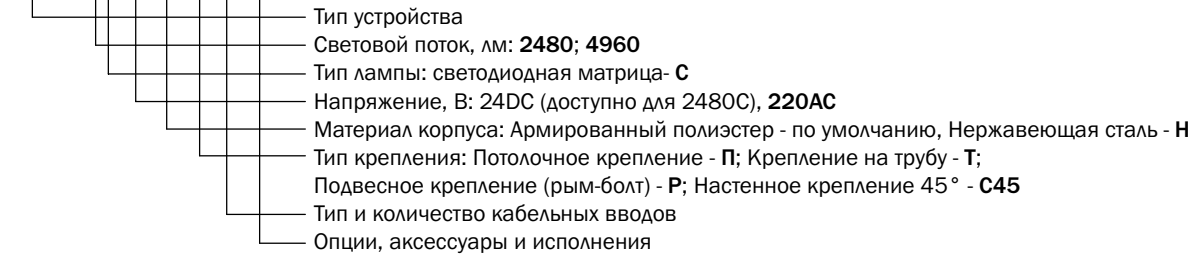 Тип устройства
Световой поток, лм: 2480; 4960
Тип лампы: светодиодная матрица- С
Напряжение, В: 24DC (доступно для 2480С), 220АС
Материал корпуса: Армированный полиэстер - по умолчанию, Нержавеющая сталь - Н
Тип крепления: Потолочное крепление - П; Крепление на трубу - Т;
Подвесное крепление (рым-болт) - Р; Настенное крепление 45° - С45
Тип и количество кабельных вводов
Опции, аксессуары и исполнения